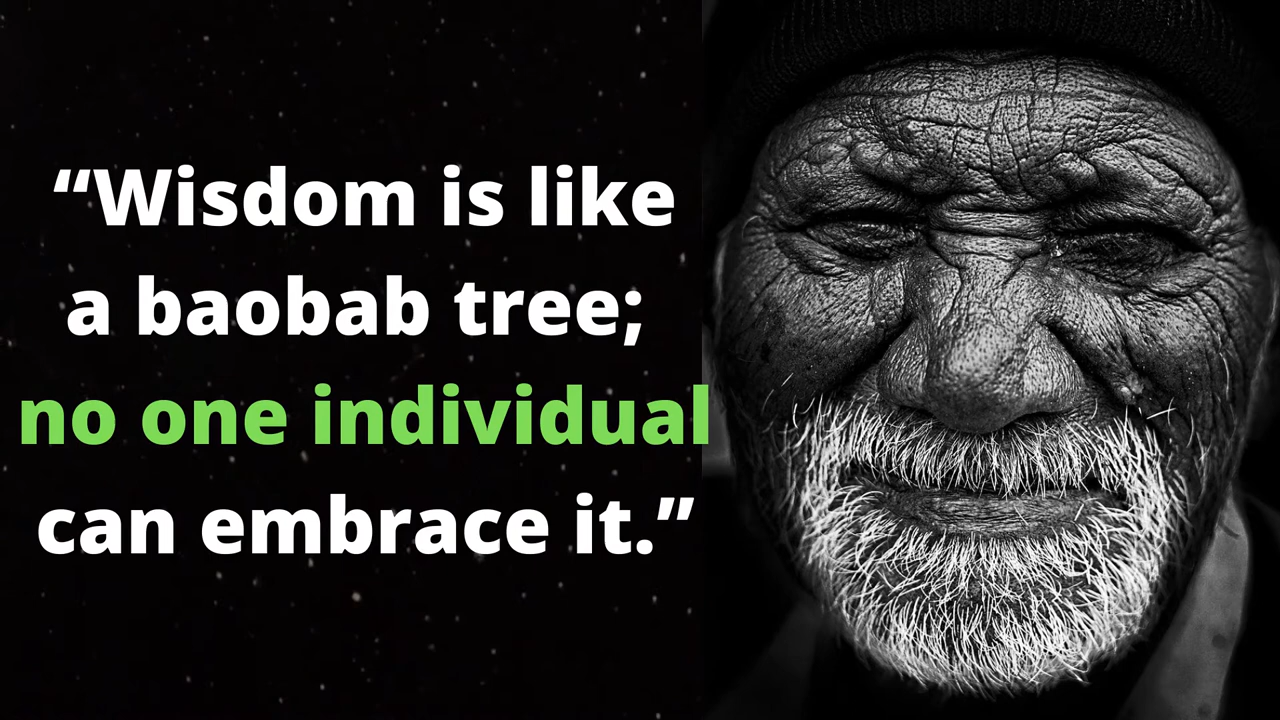 “Wisdom is like
a baobab tree;
no one individual
can embrace it.”